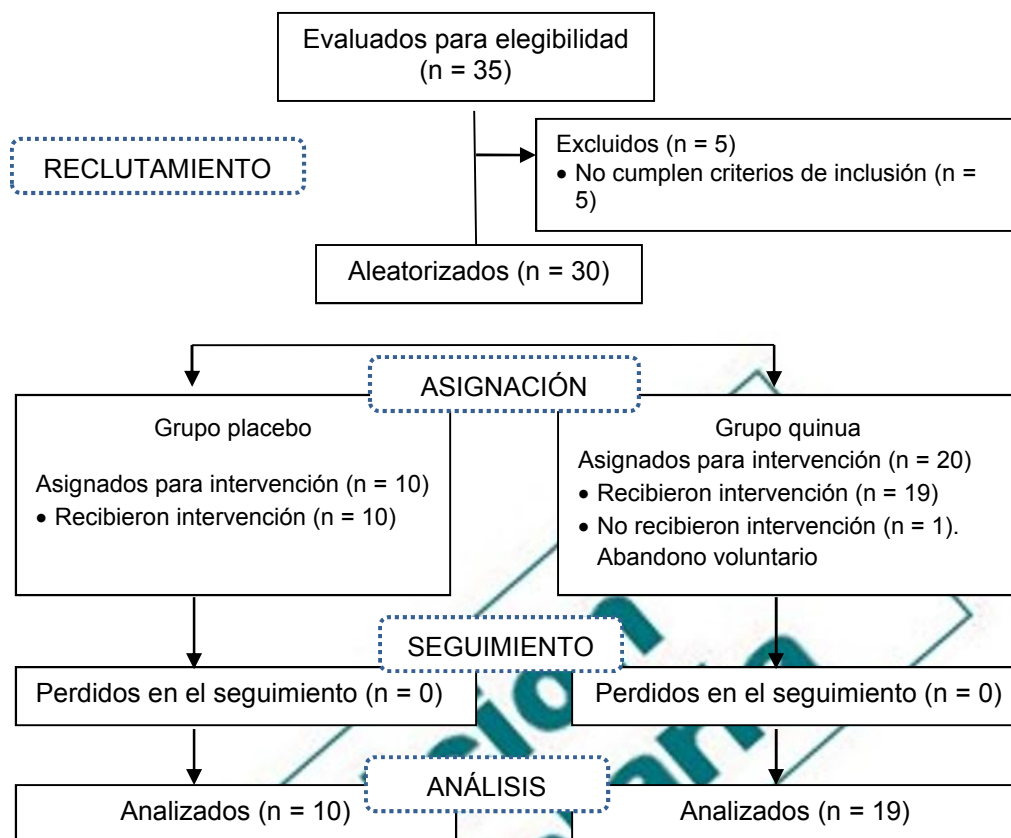 Evaluados para elegibilidad
(n = 35)
RECLUTAMIENTO
Excluidos (n = 5)
• No cumplen criterios de inclusión (n =
5)
Aleatorizados (n = 30)
ASIGNACIÓN
Grupo placebo
Asignados para intervención (n = 10)
• Recibieron intervención (n = 10)
Grupo quinua
Asignados para intervención (n = 20)
• Recibieron intervención (n = 19)
• No recibieron intervención (n = 1).
Abandono voluntario
SEGUIMIENTO
Perdidos en el seguimiento (n = 0)
Perdidos en el seguimiento (n = 0)
ANÁLISIS
Analizados (n = 10)
Analizados (n = 19)